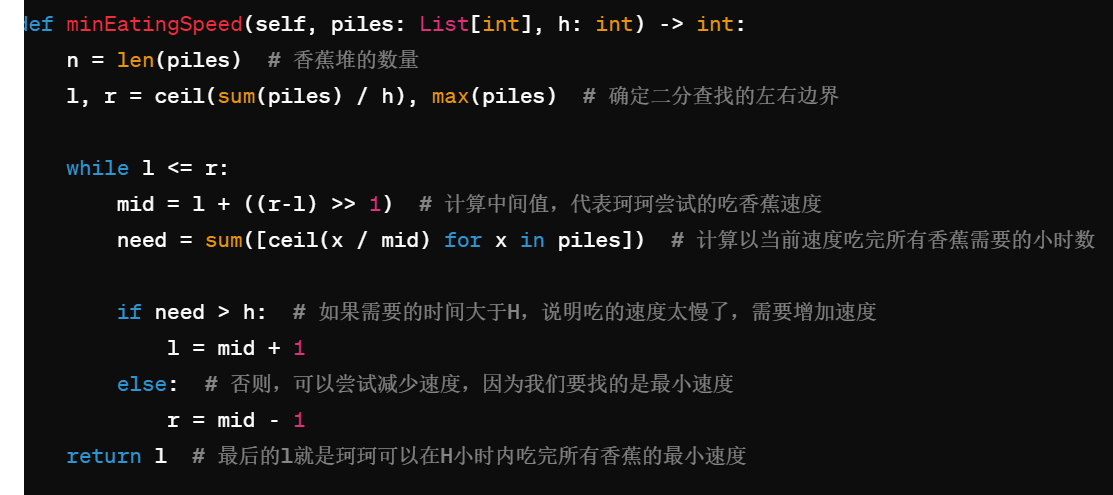 def minEatingSpeed(self, piles: List[int], h: int) -> int:
    n = len(piles)  # 香蕉堆的数量
    l, r = ceil(sum(piles) / h), max(piles)  # 确定二分查找的左右边界
    while l <= r:
        mid = l + ((r-l) >> 1)  # 计算中间值，代表珂珂尝试的吃香蕉速度
        need = sum([ceil(x / mid) for x in piles])  # 计算以当前速度吃完所有香蕉需要的小时数
        if need > h:  # 如果需要的时间大于H，说明吃的速度太慢了，需要增加速度
            l = mid + 1
        else:  # 否则，可以尝试减少速度，因为我们要找的是最小速度
            r = mid - 1
    return l  # 最后的l就是珂珂可以在H小时内吃完所有香蕉的最小速度